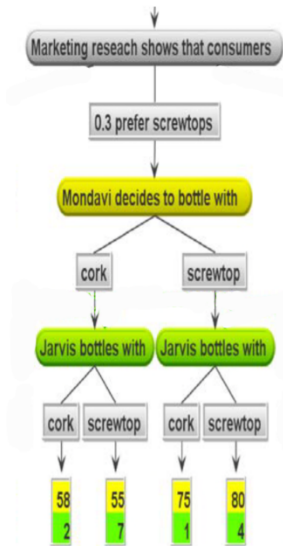 Marketing reseach shows that consumers
0.3 prefer screwtops
Mondavi decides to bottle with
cork screwtop
Jarvis bottles with Jarvis bottles with
cork screwtop cork screwtop
58 55 75 80
2 7 1 4